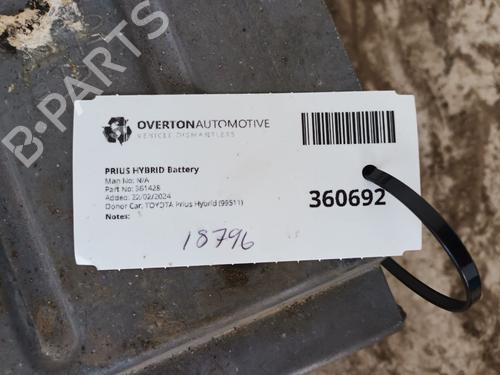 B-PARTS
OVERTONAUTOMOTIVE
VEHICLE DISMANTLERS
PRIUS HYBRID Battery
Man No: N/A
Part No: 361428
Added: 22/02/2024
Donor Car: TOYOTA Prius Hybrid (99511)
Notes:
360692
18796